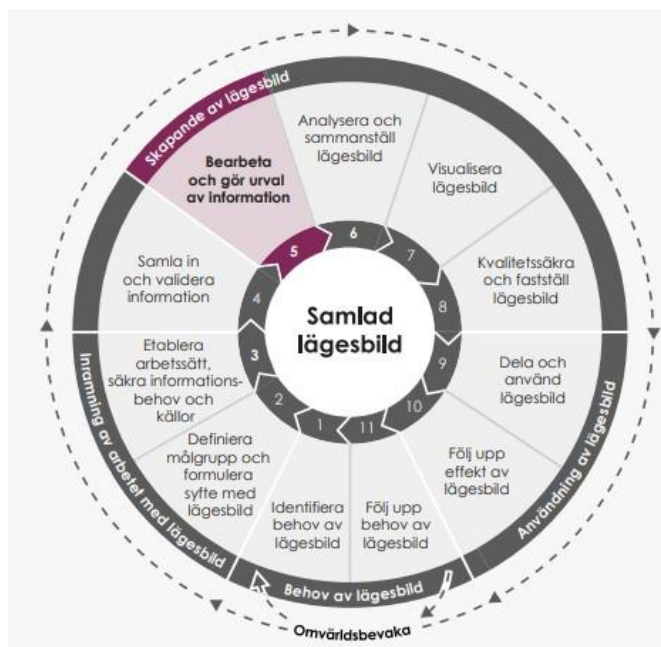 Skapande av lägesbild
Analysera och
sammanställ
lägesbild
Bearbeta
och gör urval
av information
Visualisera
lägesbild
Samla in
och validera
information
Kvalitetssäkra
och fastställ
lägesbild
Samlad
lägesbild
Etablera
arbetssätt,
säkra informations-
behov och
källor
Dela och
använd
lägesbild
Definiera
målgrupp och
formulera
syfte med
lägesbild
Följ upp
effekt av
lägesbild
Identifiera
behov av
lägesbild
Följ upp
behov av
lägesbild
1
2
3
4
5
6
7
8
9
10
11
Inramning av arbetet med lägesbild
Användning av lägesbild
Behov av lägesbild
Omvärldsbevaka